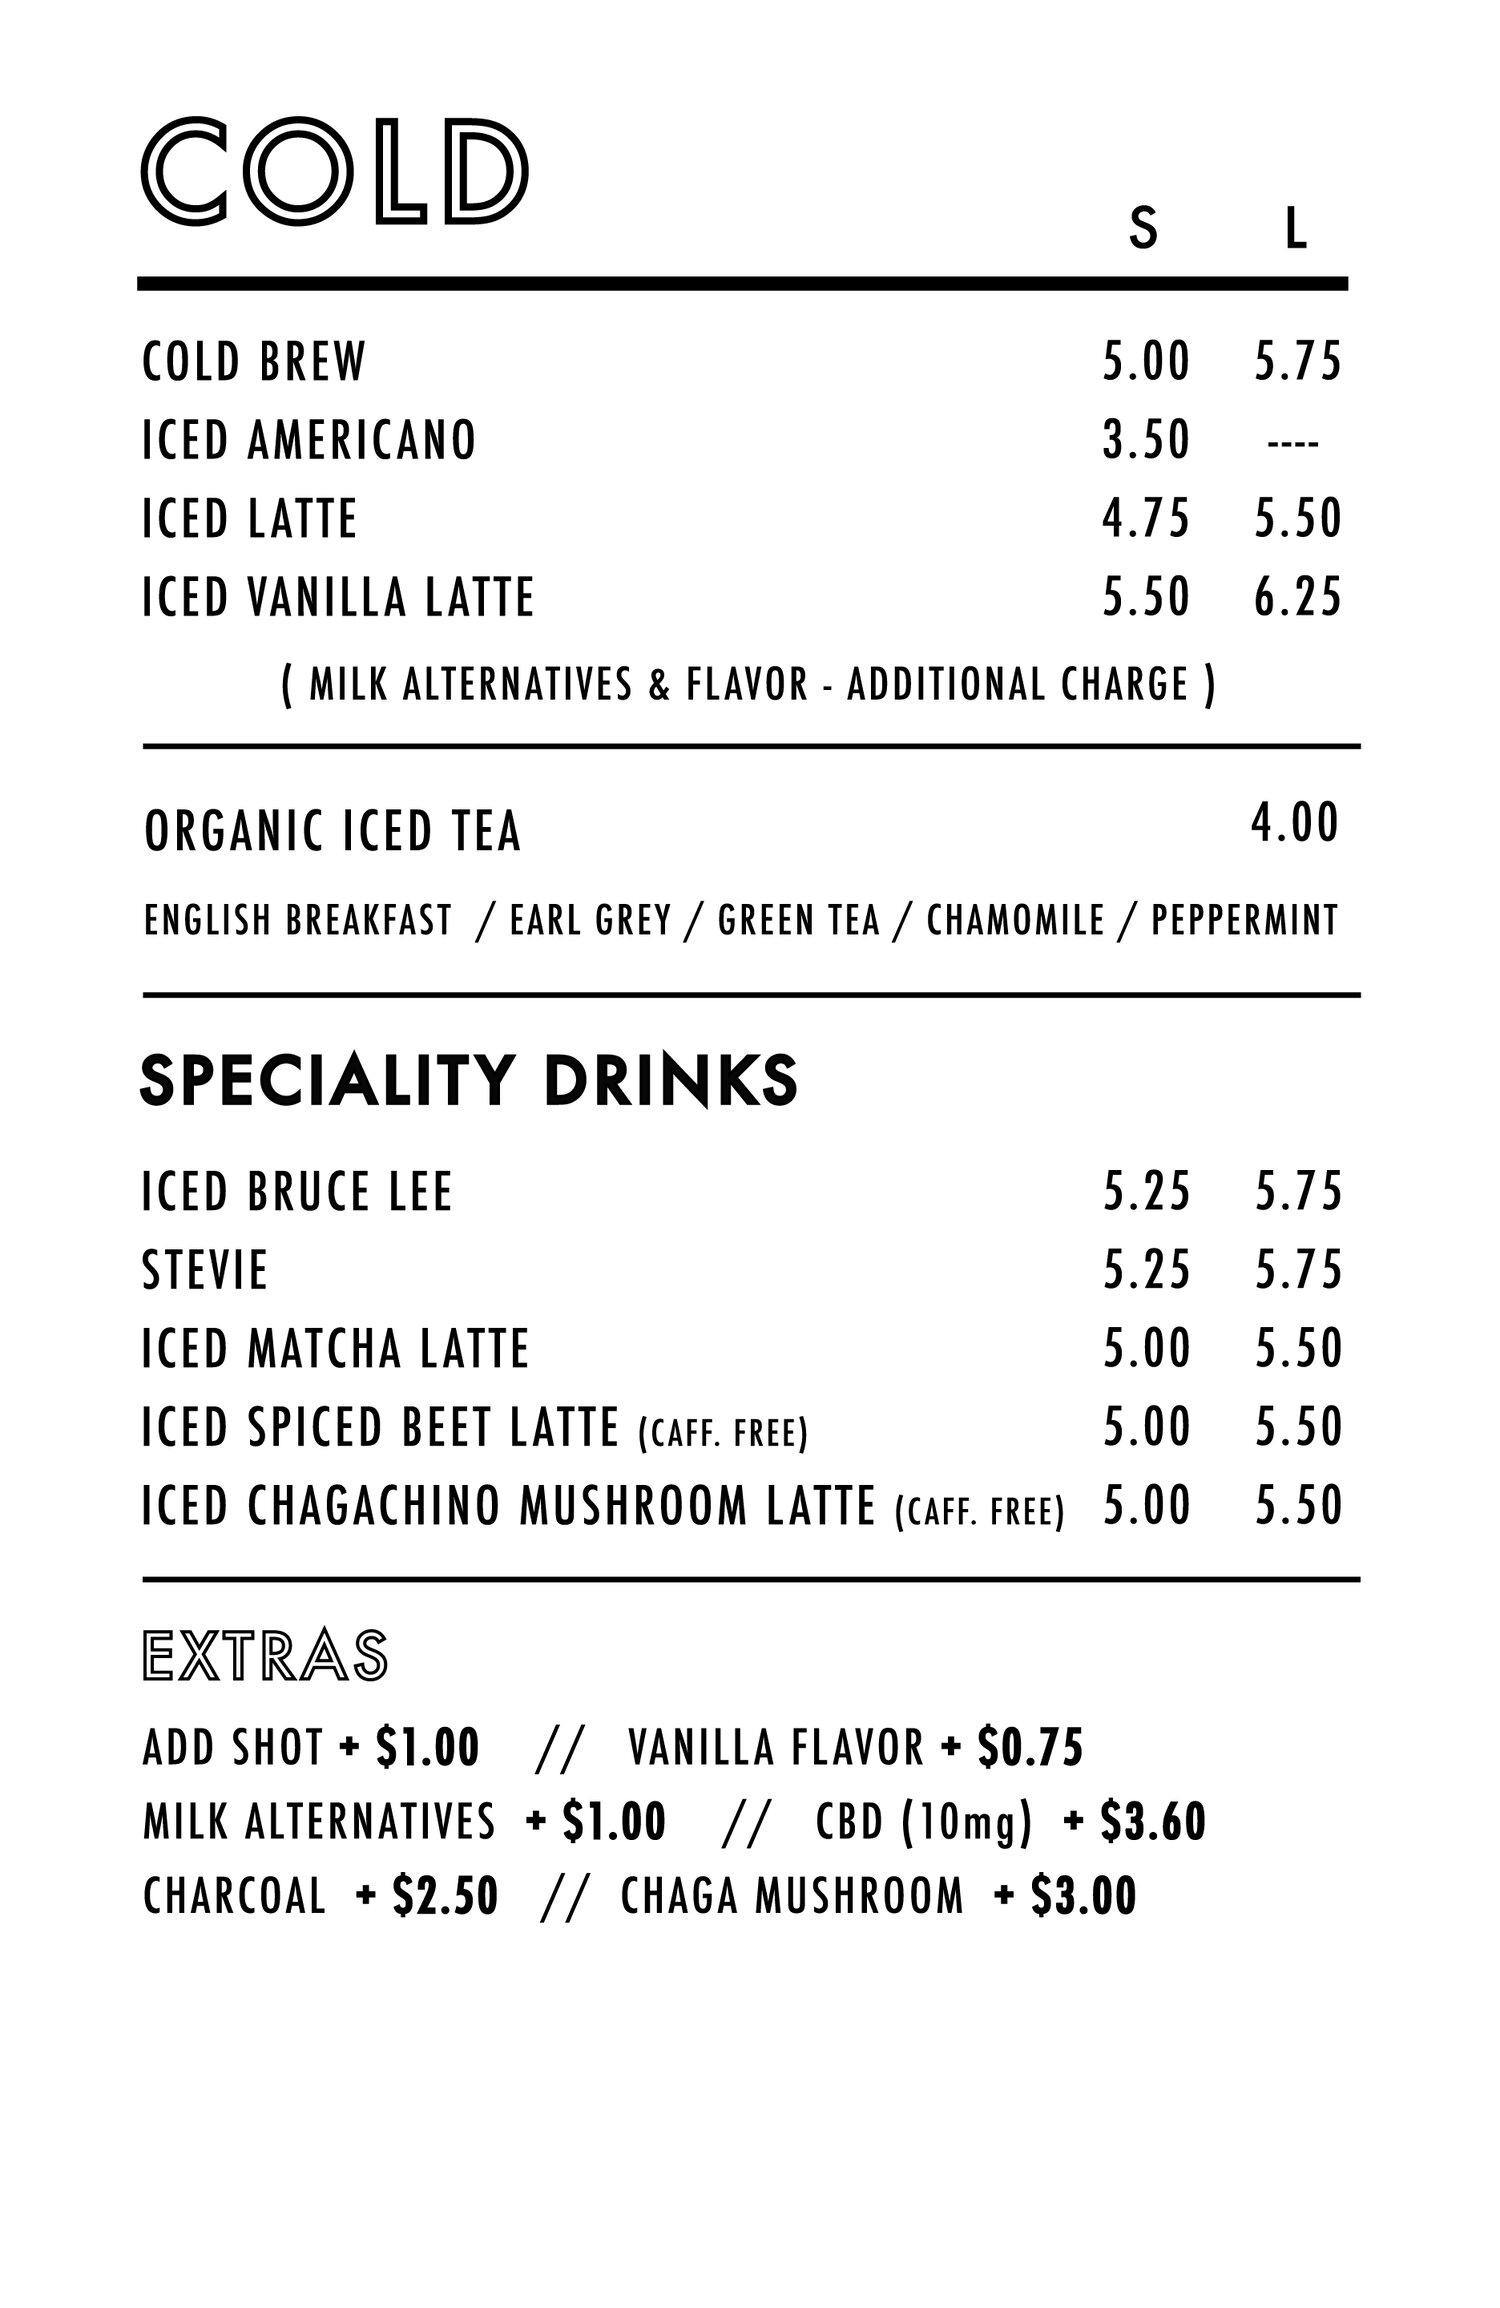 COLD
S L
COLD BREW 5.00 5.75
ICED AMERICANO 3.50 ----
ICED LATTE 4.75 5.50
ICED VANILLA LATTE 5.50 6.25
( MILK ALTERNATIVES & FLAVOR - ADDITIONAL CHARGE )
ORGANIC ICED TEA 4.00
ENGLISH BREAKFAST / EARL GREY / GREEN TEA / CHAMOMILE / PEPPERMINT
SPECIALITY DRINKS
ICED BRUCE LEE 5.25 5.75
STEVIE 5.25 5.75
ICED MATCHA LATTE 5.00 5.50
ICED SPICED BEET LATTE (CAFF. FREE) 5.00 5.50
ICED CHAGACHINO MUSHROOM LATTE (CAFF. FREE) 5.00 5.50
EXTRAS
ADD SHOT + $1.00 // VANILLA FLAVOR + $0.75
MILK ALTERNATIVES + $1.00 // CBD (10mg) + $3.60
CHARCOAL + $2.50 // CHAGA MUSHROOM + $3.00